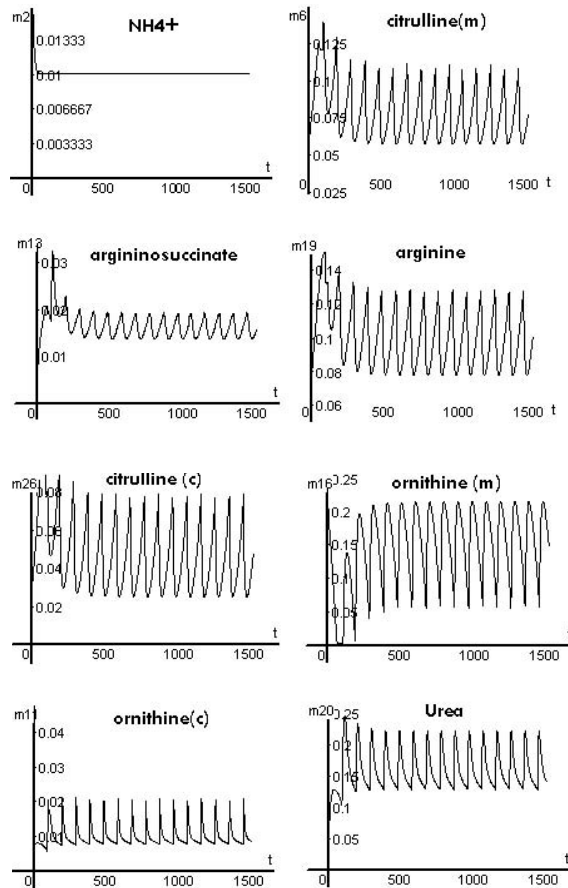 m2
NH4+
0.01333
0.01
0.006667
0.003333
t
0 500 1000 1500
m6
citrulline(m)
0.125
0.075
0.05
0.025
t
500 1000 1500
m13
argininosuccinate
0.03
0.02
0.01
t
0 500 1000 1500
m19
arginine
0.14
0.12
0.1
0.08
0.06
t
0 500 1000 1500
m26
citrulline (c)
0.08
0.06
0.04
0.02
t
0 500 1000 1500
m16
ornithine (m)
0.25
0.2
0.15
0.1
0.05
0 500 1000 1500
m11
ornithine(c)
0.04
0.03
0.02
0.01
t
0 500 1000 1500
m20
Urea
0.25
0.2
0.15
0.1
0.05
t
0 500 1000 1500